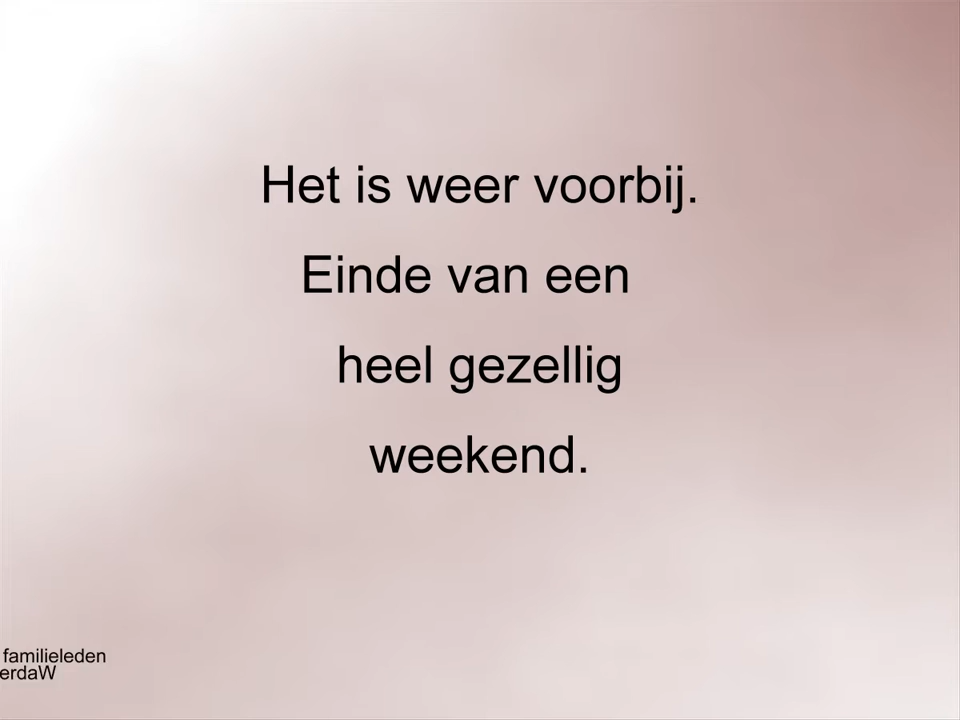 Het is weer voorbij.
Einde van een
heel gezellig
weekend.
familieleden
erdaW